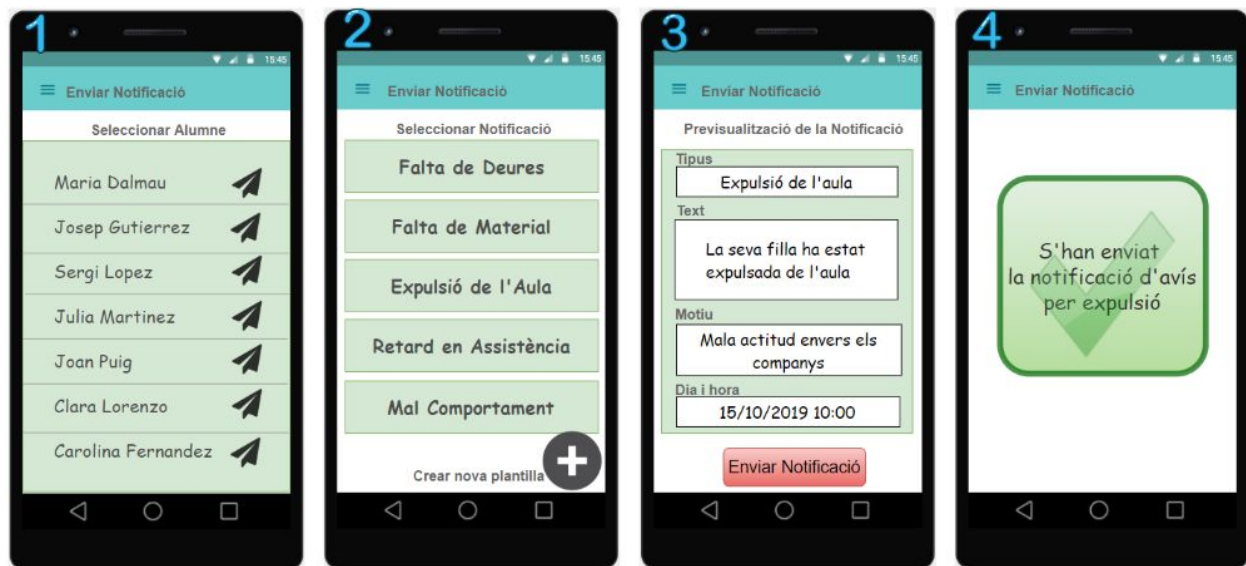 1
15:45
Enviar Notificació
Seleccionar Alumne
Maria Dalmau
Josep Gutierrez
Sergi Lopez
Julia Martinez
Joan Puig
Clara Lorenzo
Carolina Fernandez
2
15:45
Enviar Notificació
Seleccionar Notificació
Falta de Deures
Falta de Material
Expulsió de l'Aula
Retard en Assistència
Mal Comportament
Crear nova plantilla
3
15:45
Enviar Notificació
Previsualització de la Notificació
Tipus
Expulsió de l'aula
Text
La seva filla ha estat
expulsada de l'aula
Motiu
Mala actitud envers els
companys
Dia i hora
15/10/2019 10:00
Enviar Notificació
4
15:45
Enviar Notificació
S'han enviat
la notificació d'avís
per expulsió